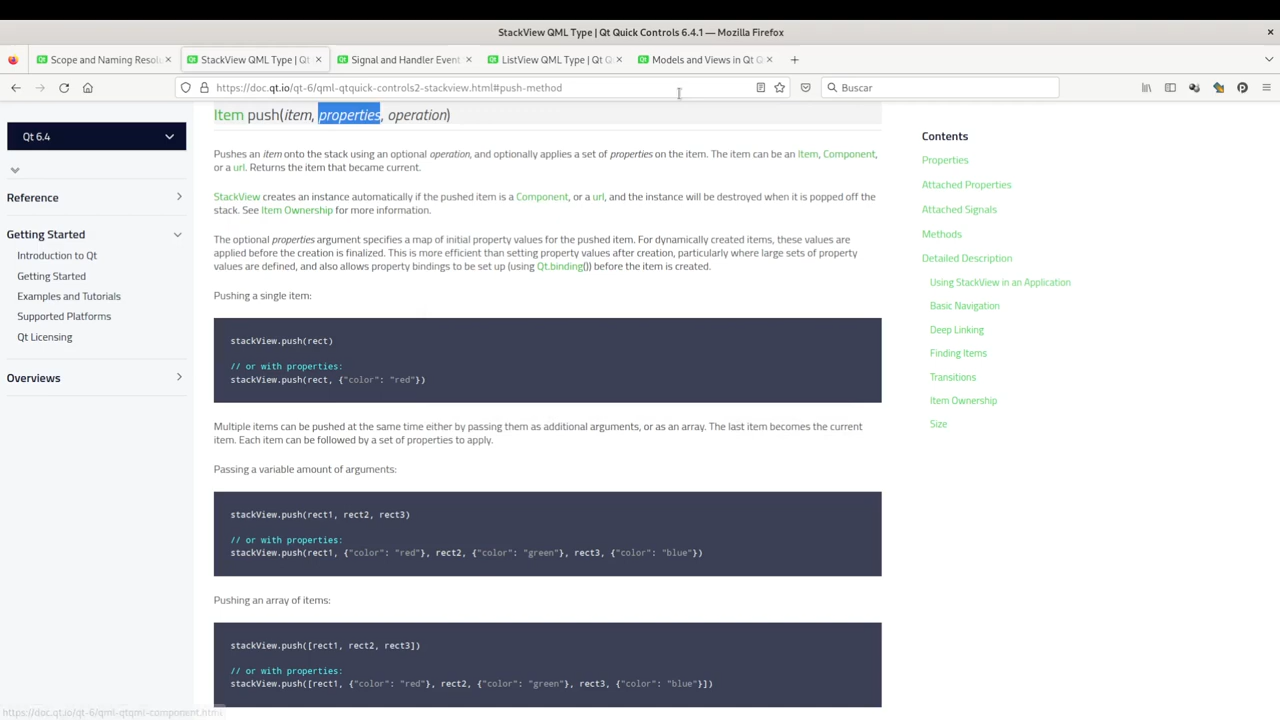 StackView QML Type | Qt Quick Controls 6.4.1 — Mozilla Firefox
Scope and Naming Resol
StackView QML Type | Qt
Signal and Handler Event
ListView QML Type | Qt Q
Models and Views in Qt Q
https://doc.qt.io/qt-6/qml-qtquick-controls2-stackview.html#push-method
Buscar
Qt 6.4
Reference
Getting Started
Introduction to Qt
Getting Started
Examples and Tutorials
Supported Platforms
Qt Licensing
Overviews
Item push(item, properties, operation)
Pushes an item onto the stack using an optional operation, and optionally applies a set of properties on the item. The item can be an Item, Component,
or a url. Returns the item that became current.
StackView creates an instance automatically if the pushed item is a Component, or a url, and the instance will be destroyed when it is popped off the
stack. See Item Ownership for more information.
The optional properties argument specifies a map of initial property values for the pushed item. For dynamically created items, these values are
applied before the creation is finalized. This is more efficient than setting property values after creation, particularly where large sets of property
values are defined, and also allows property bindings to be set up (using Qt.binding()) before the item is created.
Pushing a single item:
stackView.push(rect)
// or with properties:
stackView.push(rect, {"color": "red"})
Multiple items can be pushed at the same time either by passing them as additional arguments, or as an array. The last item becomes the current
item. Each item can be followed by a set of properties to apply.
Passing a variable amount of arguments:
stackView.push(rect1, rect2, rect3)
// or with properties:
stackView.push(rect1, {"color": "red"}, rect2, {"color": "green"}, rect3, {"color": "blue"})
Pushing an array of items:
stackView.push([rect1, rect2, rect3])
// or with properties:
stackView.push([rect1, {"color": "red"}, rect2, {"color": "green"}, rect3, {"color": "blue"}])
Contents
Properties
Attached Properties
Attached Signals
Methods
Detailed Description
Using StackView in an Application
Basic Navigation
Deep Linking
Finding Items
Transitions
Item Ownership
Size
https://doc.qt.io/qt-6/qml-qtqml-component.html